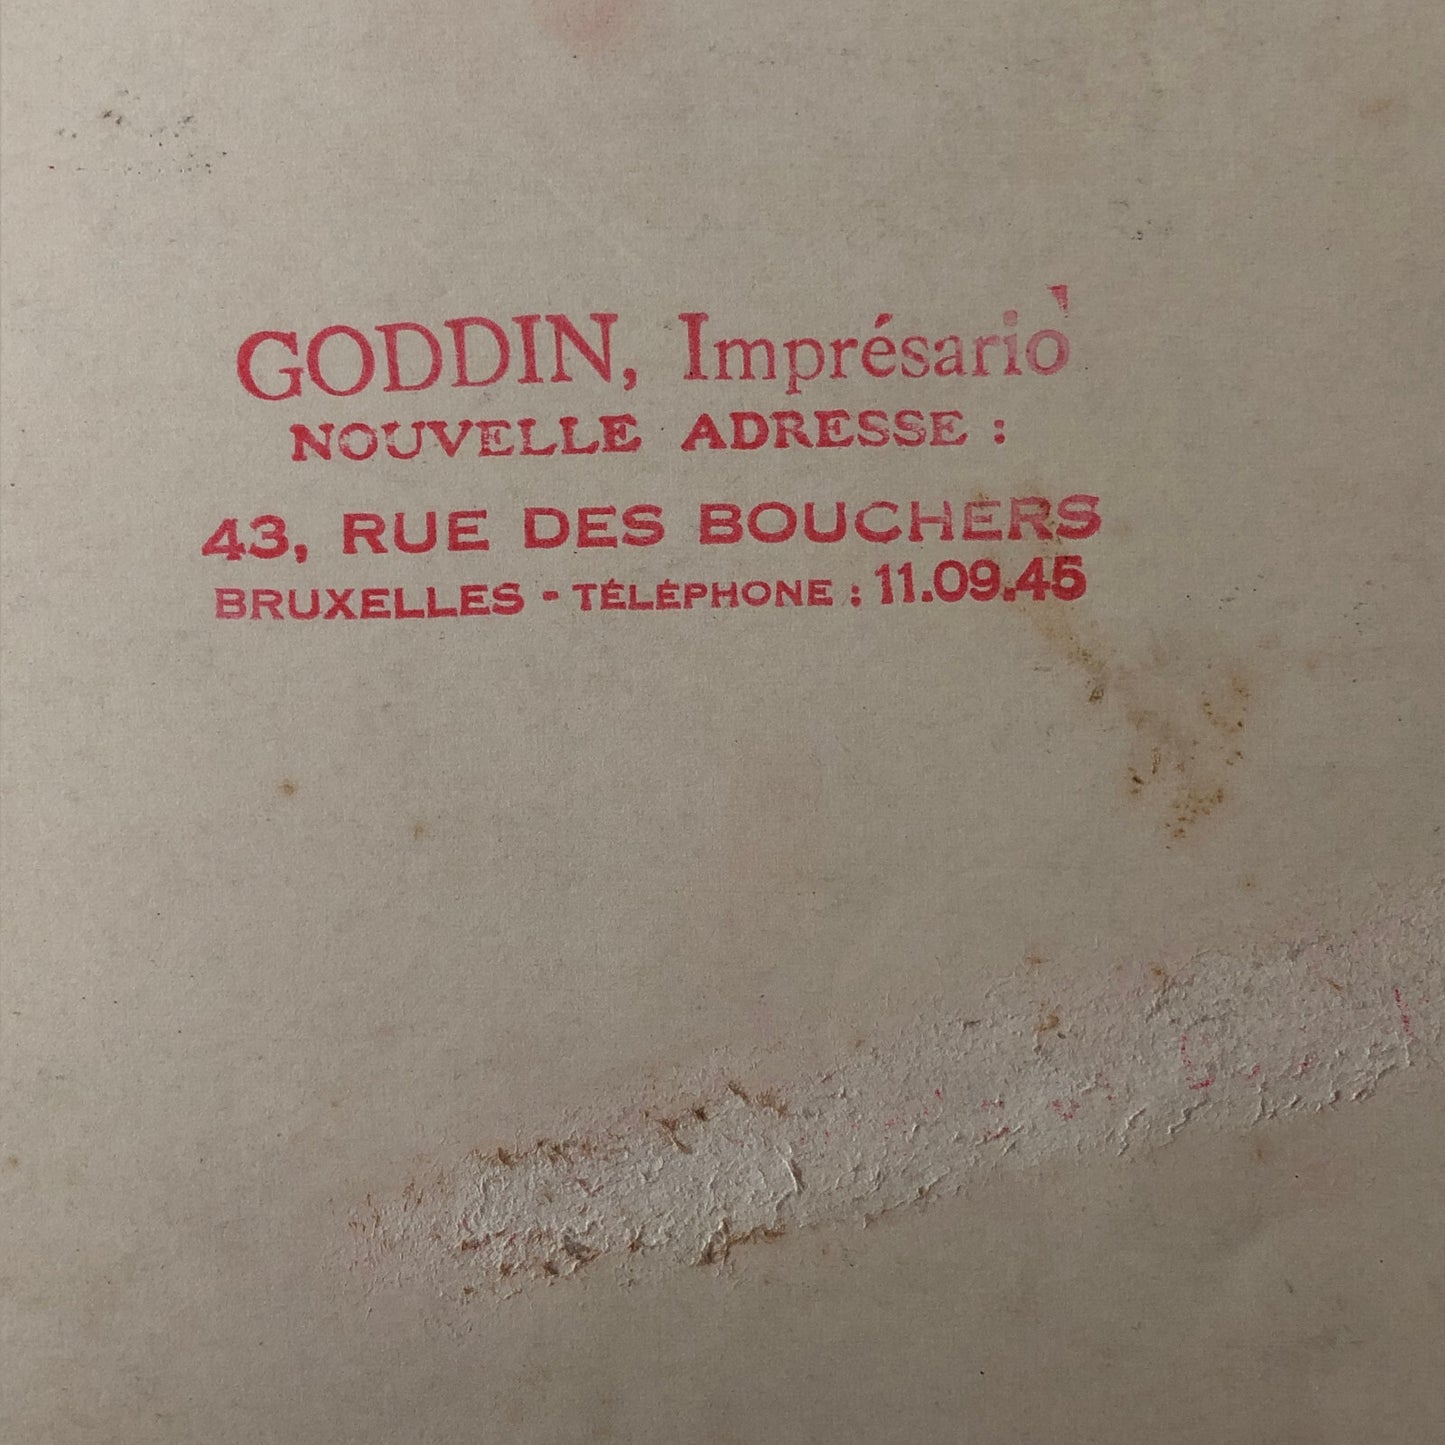 GODDIN, Imprésario
NOUVELLE ADRESSE :
43, RUE DES BOUCHERS
BRUXELLES - TÉLÉPHONE : 11.09.45